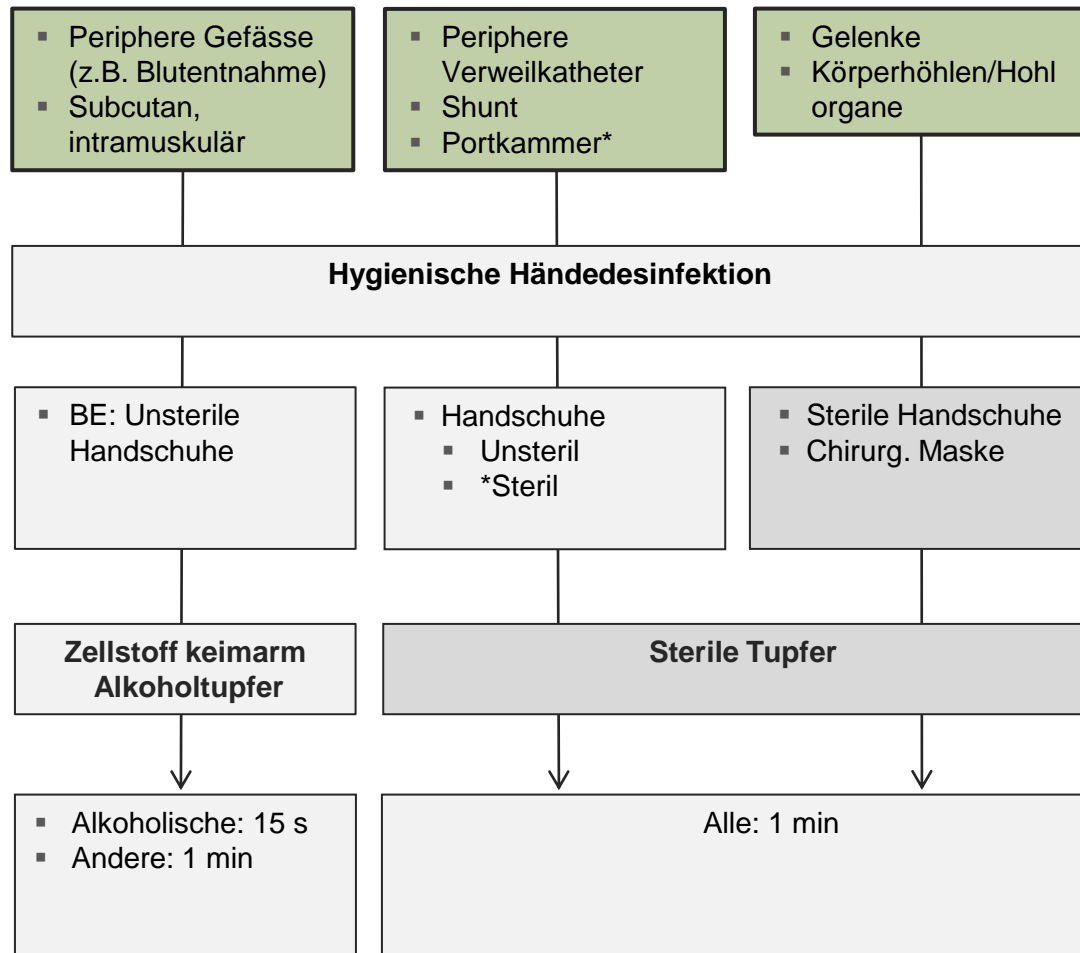 ▪ Periphere Gefässe
(z.B. Blutentnahme)
▪ Subcutan,
intramuskulär
▪ Periphere
Verweilkatheter
▪ Shunt
▪ Portkammer*
▪ Gelenke
▪ Körperhöhlen/Hohl
organe
Hygienische Händedesinfektion
▪ BE: Unsterile
Handschuhe
▪ Handschuhe
▪ Unsteril
▪ *Steril
▪ Sterile Handschuhe
▪ Chirurg. Maske
Zellstoff keimarm
Alkoholtupfer
Sterile Tupfer
▪ Alkoholische: 15 s
▪ Andere: 1 min
Alle: 1 min